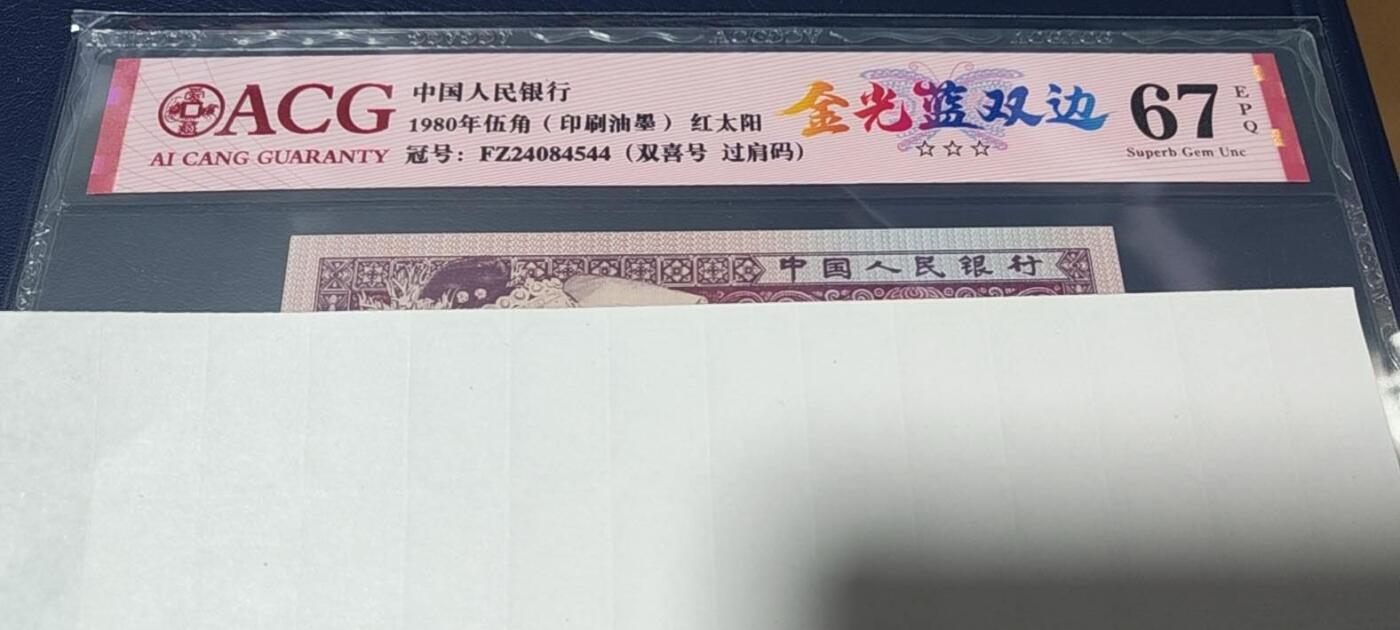 ACG
AI CANG GUARANTY
中国人民银行
1980年伍角（印刷油墨） 红太阳
冠号：FZ24084544（双喜号 过肩码）
金光蓝双边
☆☆☆
67
EPQ
Superb Gem Unc
中国人民银行